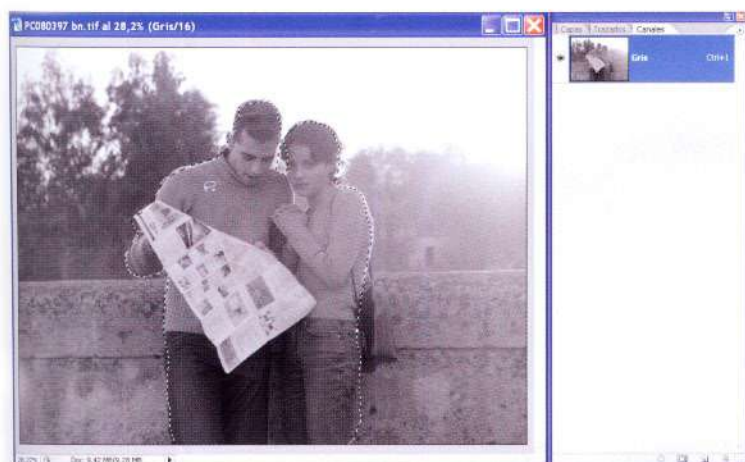 PC080397 bn.tif al 28,2% (Gris/16)
Capas Trazados Canales
Gris Ctrl+1